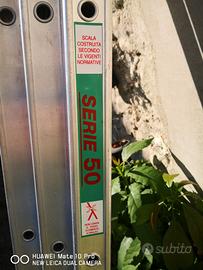 SCALA
COSTRUITA
SECONDO
LE VIGENTI
NORMATIVE
SERIE 50
HUAWEI Mate 10 Pro
NEW LEICA DUAL CAMERA
subito